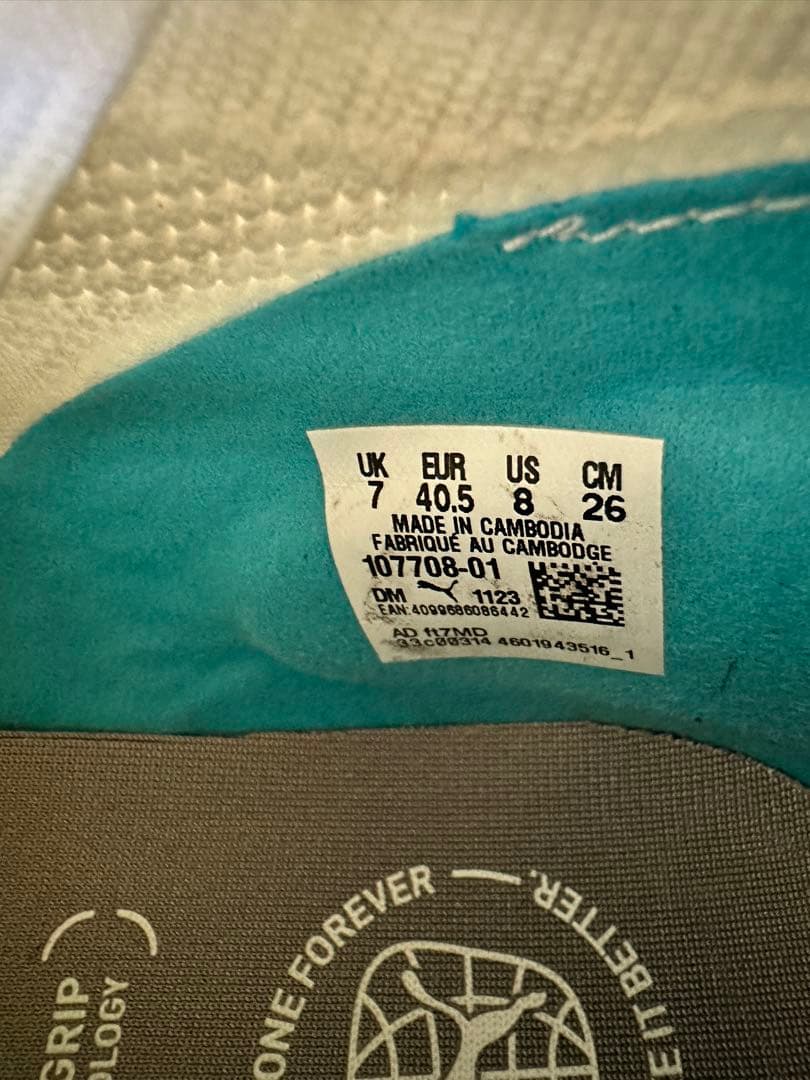 UK EUR US CM
7 40.5 8 26
MADE IN CAMBODIA
FABRIQUÉ AU CAMBODGE
107708-01
DM 1123
EAN:4099686086442
AD ft7MD
33c00314 4601943516_1
GRIP
ONE FOREVER
E IT BETTER.